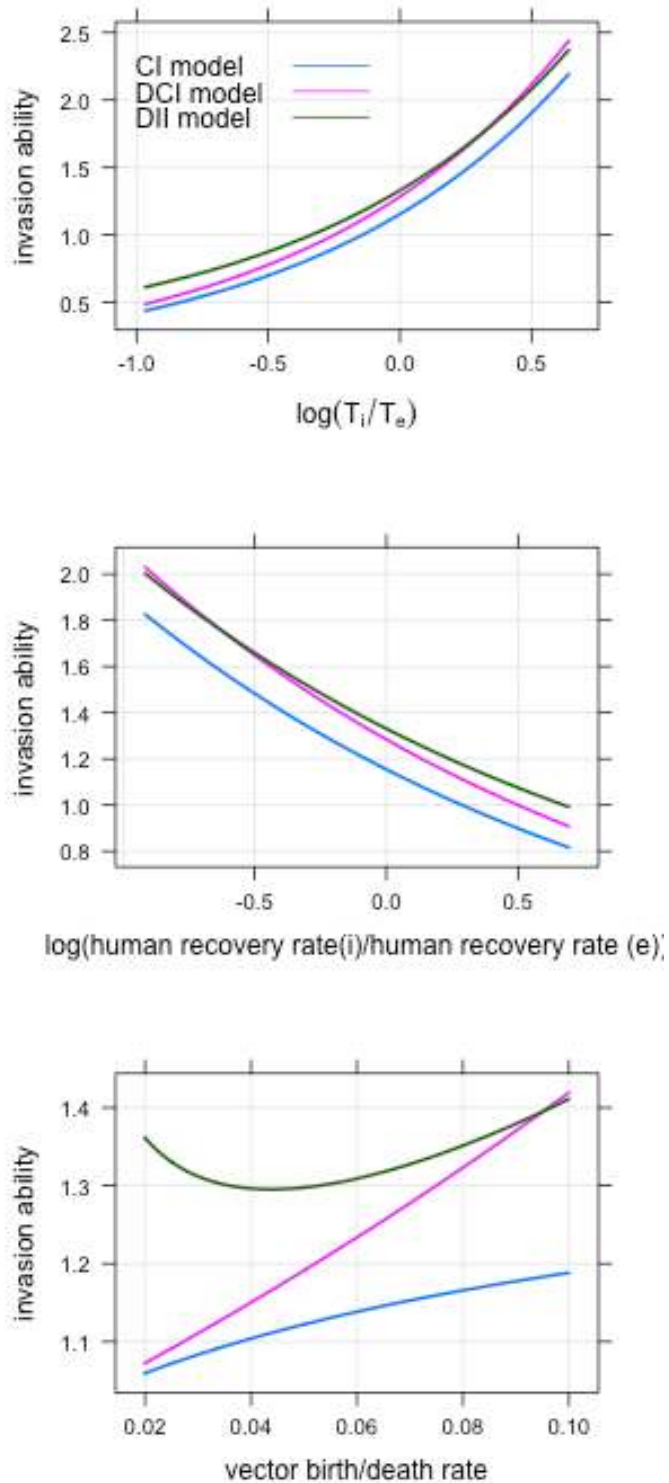 2.5
2.0
1.5
1.0
0.5
invasion ability
CI model
DCI model
DII model
-1.0 -0.5 0.0 0.5
log(Ti/Te)
2.0
1.8
1.6
1.4
1.2
1.0
0.8
invasion ability
-0.5 0.0 0.5
log(human recovery rate(i)/human recovery rate (e))
1.4
1.3
1.2
1.1
invasion ability
0.02 0.04 0.06 0.08 0.10
vector birth/death rate